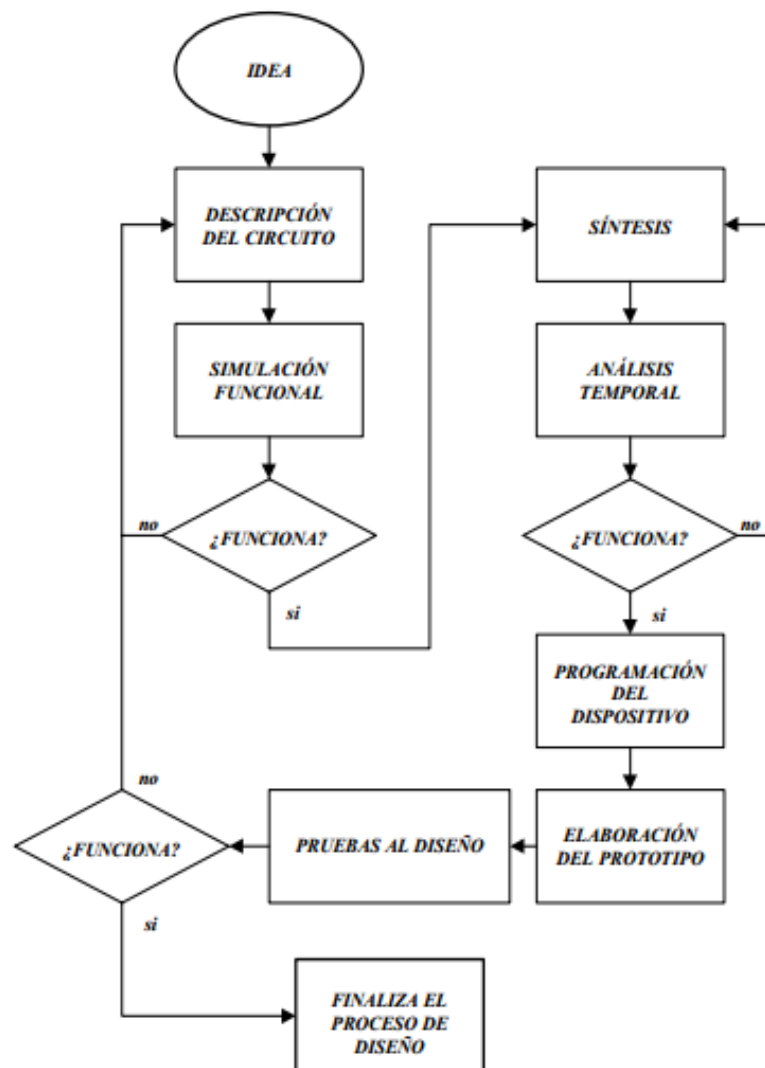 IDEA
DESCRIPCIÓN
DEL CIRCUITO
SIMULACIÓN
FUNCIONAL
¿FUNCIONA?
no
si
SÍNTESIS
ANÁLISIS
TEMPORAL
¿FUNCIONA?
no
si
PROGRAMACIÓN
DEL
DISPOSITIVO
ELABORACIÓN
DEL PROTOTIPO
PRUEBAS AL DISEÑO
¿FUNCIONA?
no
si
FINALIZA EL
PROCESO DE
DISEÑO